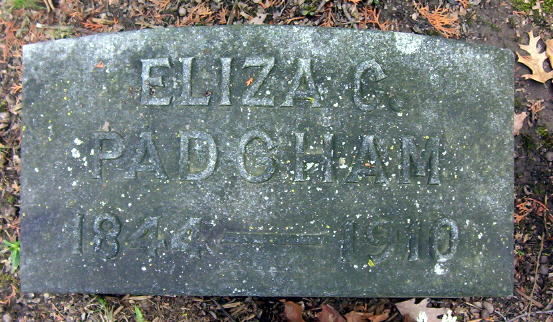 ELIZA C.
PADGHAM
1844 — 1910